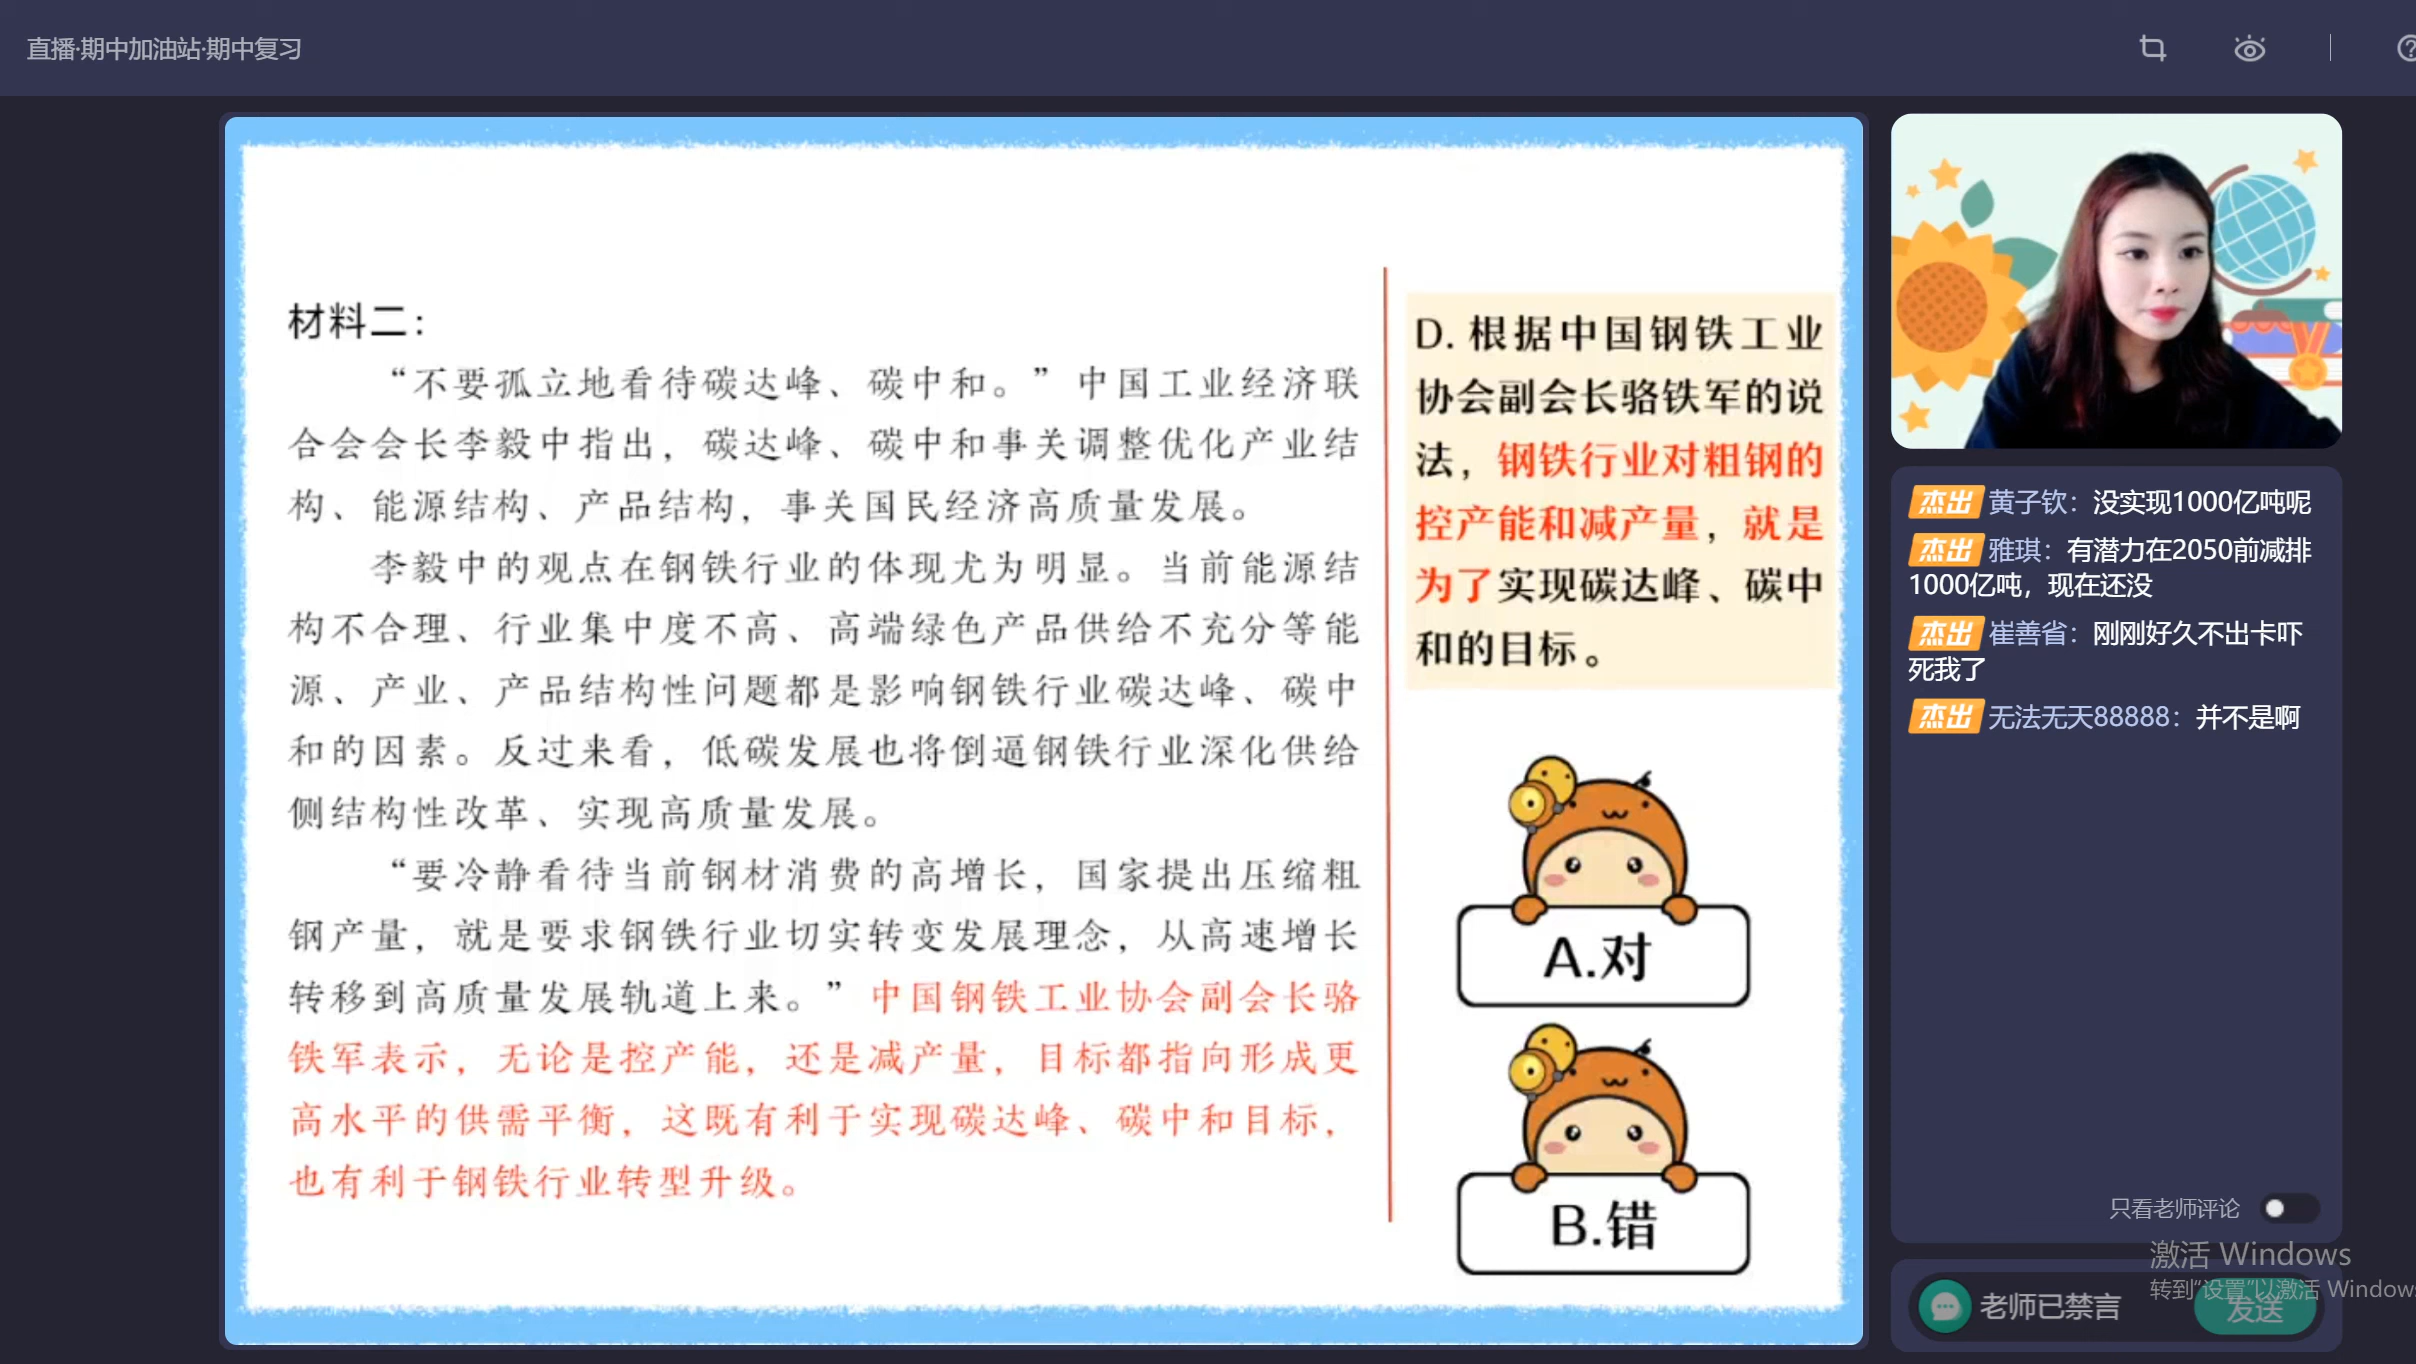 直播·期中加油站·期中复习
材料二：
“不要孤立地看待碳达峰、碳中和。”中国工业经济联
合会会长李毅中指出，碳达峰、碳中和事关调整优化产业结
构、能源结构、产品结构，事关国民经济高质量发展。
李毅中的观点在钢铁行业的体现尤为明显。当前能源结
构不合理、行业集中度不高、高端绿色产品供给不充分等能
源、产业、产品结构性问题都是影响钢铁行业碳达峰、碳中
和的因素。反过来看，低碳发展也将倒逼钢铁行业深化供给
侧结构性改革、实现高质量发展。
“要冷静看待当前钢材消费的高增长，国家提出压缩粗
钢产量，就是要求钢铁行业切实转变发展理念，从高速增长
转移到高质量发展轨道上来。”中国钢铁工业协会副会长骆
铁军表示，无论是控产能，还是减产量，目标都指向形成更
高水平的供需平衡，这既有利于实现碳达峰、碳中和目标，
也有利于钢铁行业转型升级。
D.根据中国钢铁工业
协会副会长骆铁军的说
法，钢铁行业对粗钢的
控产能和减产量，就是
为了实现碳达峰、碳中
和的目标。
A.对
B.错
杰出 黄子钦：没实现1000亿吨呢
杰出 雅琪：有潜力在2050前减排
1000亿吨，现在还没
杰出 崔善省：刚刚好久不出卡吓
死我了
杰出 无法无天88888：并不是啊
只看老师评论
激活 Windows
转到“设置”以激活 Windows
老师已禁言
发送